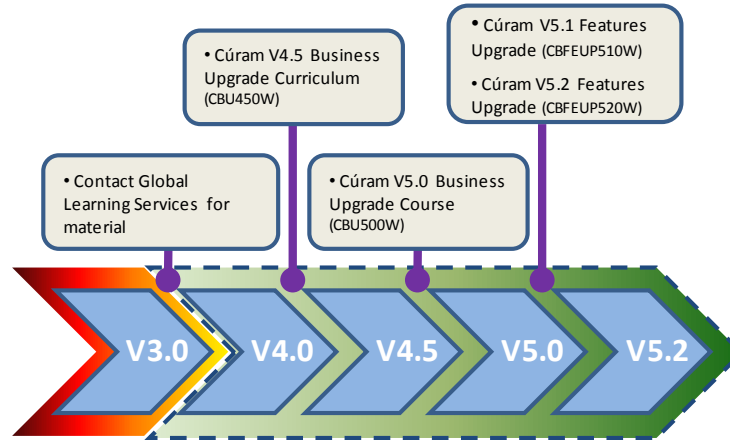 • Cúram V4.5 Business
Upgrade Curriculum
(CBU450W)
• Cúram V5.1 Features
Upgrade (CBFEUP510W)
• Cúram V5.2 Features
Upgrade (CBFEUP520W)
• Contact Global
Learning Services for
material
• Cúram V5.0 Business
Upgrade Course
(CBU500W)
V3.0
V4.0
V4.5
V5.0
V5.2